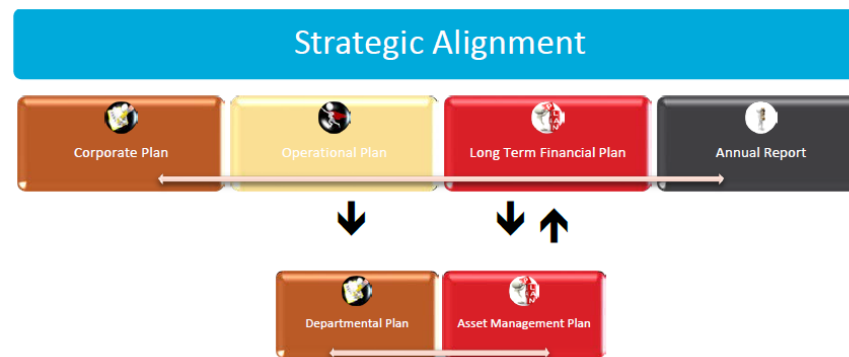 Strategic Alignment
Corporate Plan
Operational Plan
Long Term Financial Plan
Annual Report
Departmental Plan
Asset Management Plan